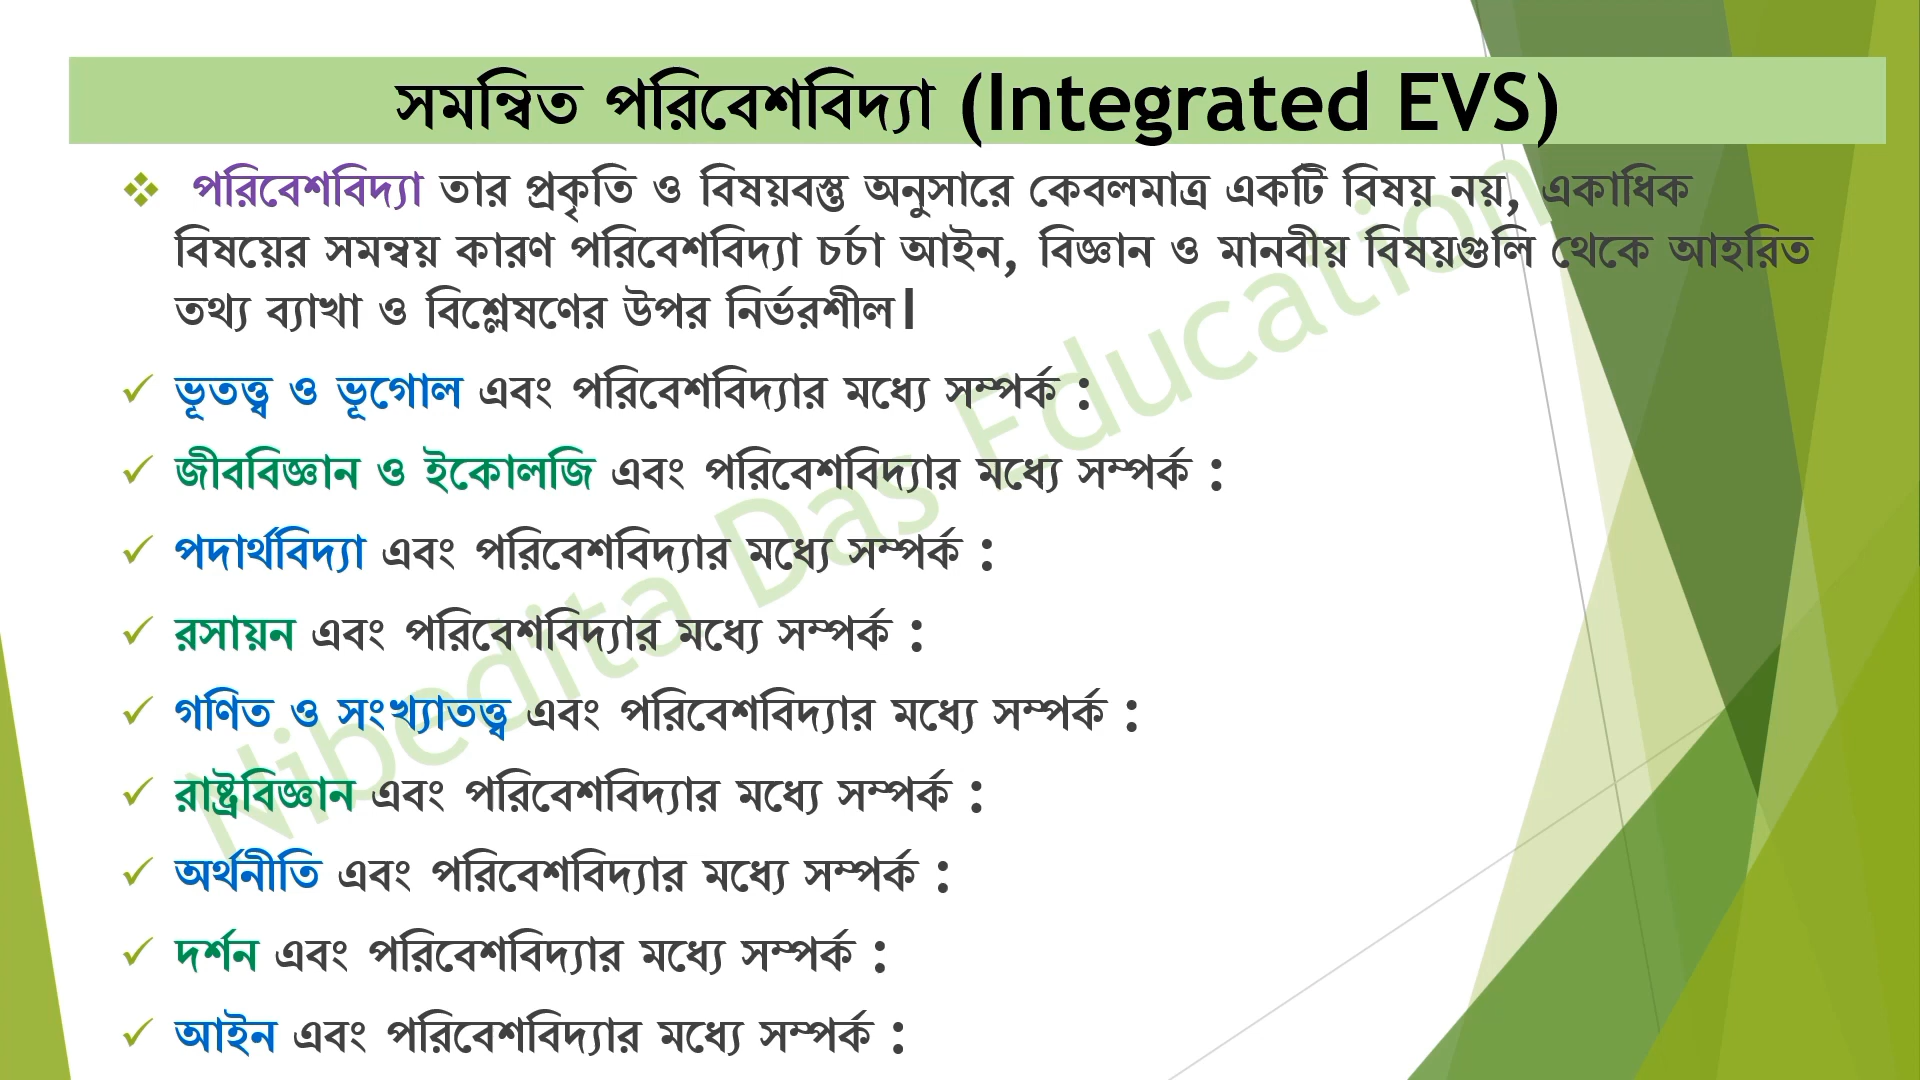 সমন্বিত পরিবেশবিদ্যা (Integrated EVS)
❖ পরিবেশবিদ্যা তার প্রকৃতি ও বিষয়বস্তু অনুসারে কেবলমাত্র একটি বিষয় নয়, একাধিক
বিষয়ের সমন্বয় কারণ পরিবেশবিদ্যা চর্চা আইন, বিজ্ঞান ও মানবীয় বিষয়গুলি থেকে আহরিত
তথ্য ব্যাখা ও বিশ্লেষণের উপর নির্ভরশীল।
✓ ভূতত্ত্ব ও ভূগোল এবং পরিবেশবিদ্যার মধ্যে সম্পর্ক :
✓ জীববিজ্ঞান ও ইকোলজি এবং পরিবেশবিদ্যার মধ্যে সম্পর্ক :
✓ পদার্থবিদ্যা এবং পরিবেশবিদ্যার মধ্যে সম্পর্ক :
✓ রসায়ন এবং পরিবেশবিদ্যার মধ্যে সম্পর্ক :
✓ গণিত ও সংখ্যাতত্ত্ব এবং পরিবেশবিদ্যার মধ্যে সম্পর্ক :
✓ রাষ্ট্রবিজ্ঞান এবং পরিবেশবিদ্যার মধ্যে সম্পর্ক :
✓ অর্থনীতি এবং পরিবেশবিদ্যার মধ্যে সম্পর্ক :
✓ দর্শন এবং পরিবেশবিদ্যার মধ্যে সম্পর্ক :
✓ আইন এবং পরিবেশবিদ্যার মধ্যে সম্পর্ক :
Nibedita Das Education